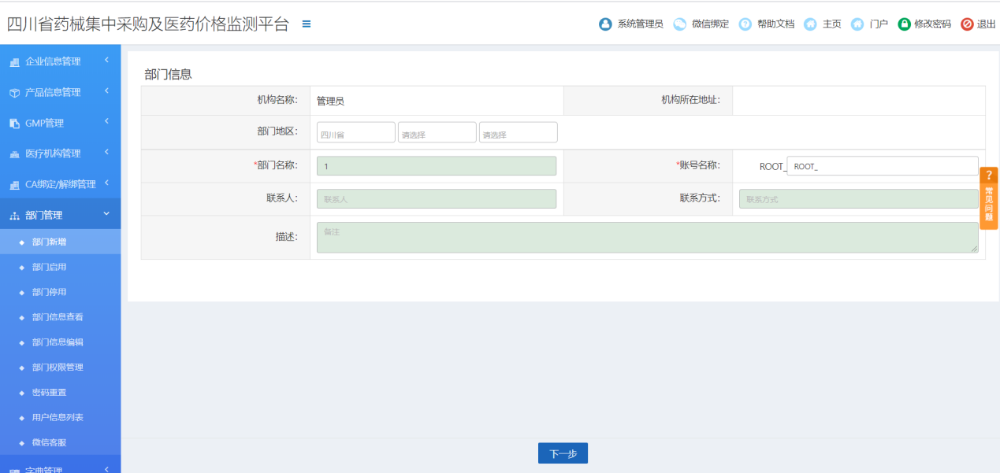 四川省药械集中采购及医药价格监测平台
系统管理员 微信绑定 帮助文档 主页 门户 修改密码 退出
企业信息管理
产品信息管理
GMP管理
医疗机构管理
CA绑定/解绑管理
部门管理
部门新增
部门启用
部门停用
部门信息查看
部门信息编辑
部门权限管理
密码重置
用户信息列表
微信客服
字典管理
部门信息
机构名称: 管理员 机构所在地址:
部门地区: 四川省 请选择 请选择
*部门名称: 1 *账号名称: ROOT_ ROOT_
联系人: 联系人 联系方式: 联系方式
描述: 备注
下一步
?
常见问题